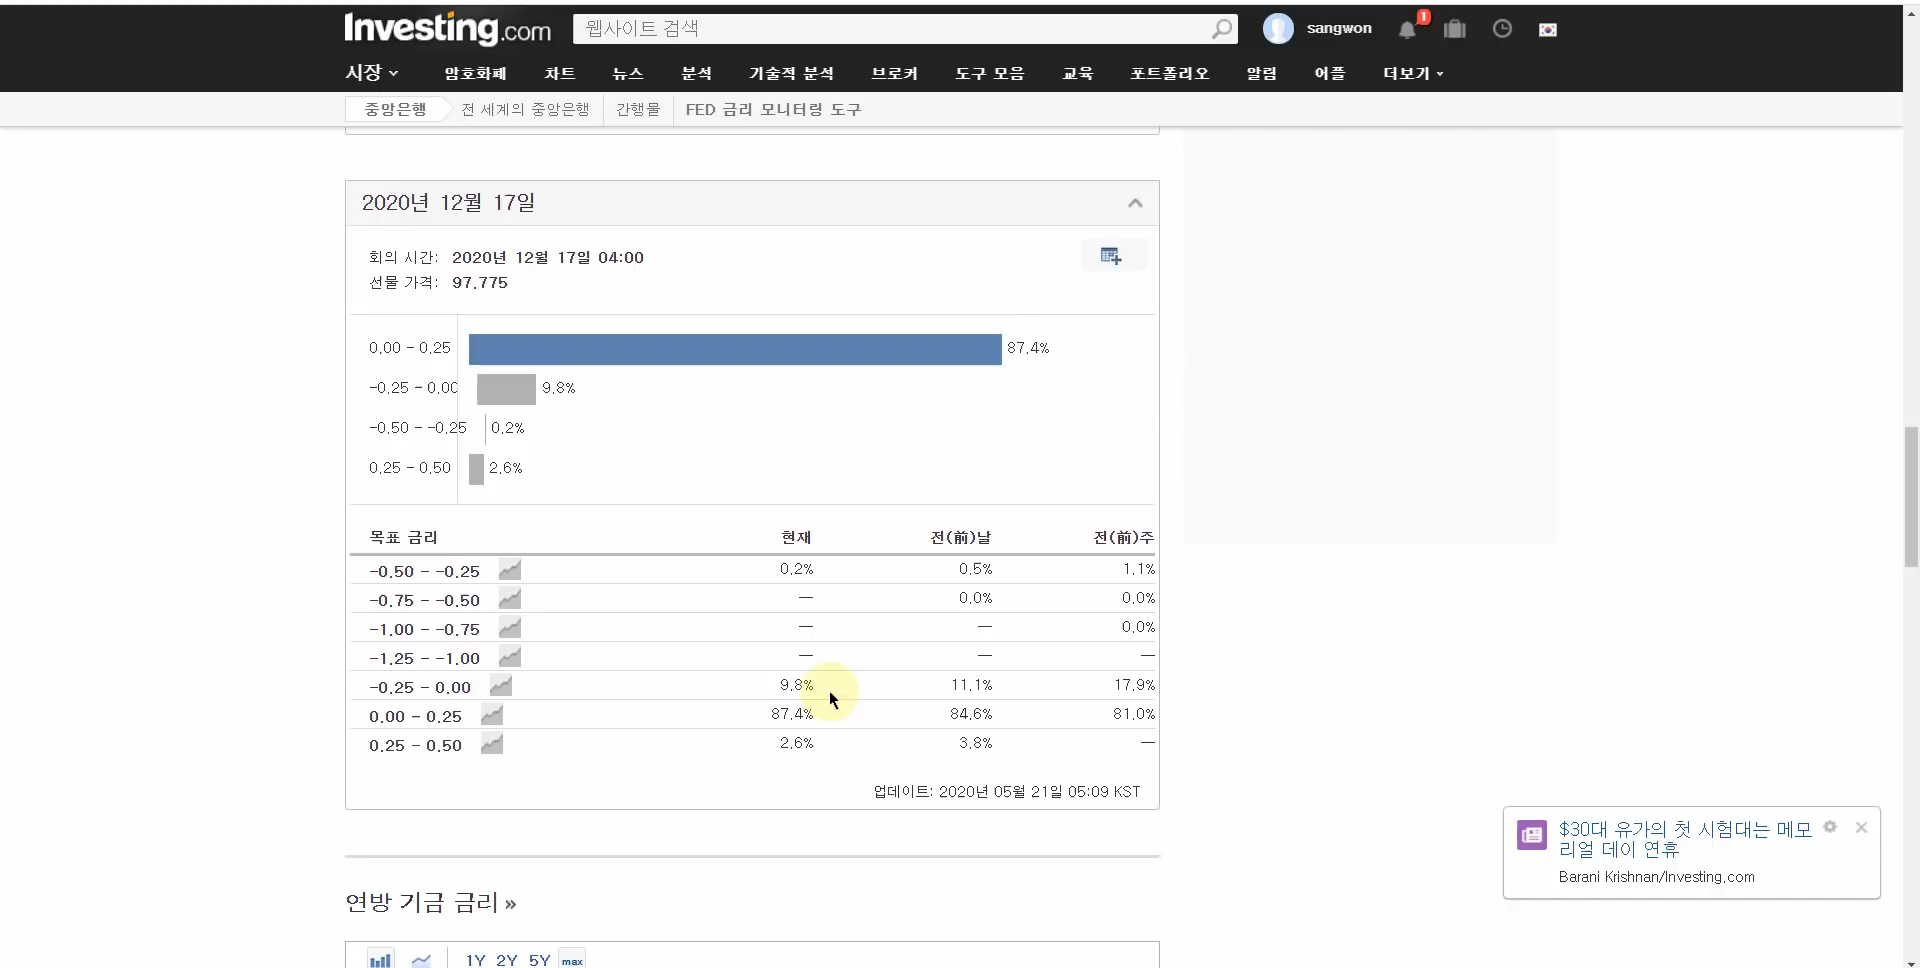 Investing.com
웹사이트 검색
sangwon
1
시장 암호화폐 차트 뉴스 분석 기술적 분석 브로커 도구 모음 교육 포트폴리오 알림 어플 더보기
중앙은행 전 세계의 중앙은행 간행물 FED 금리 모니터링 도구
2020년 12월 17일
회의 시간: 2020년 12월 17일 04:00
선물 가격: 97.775
0.00 - 0.25 87.4%
-0.25 - 0.00 9.8%
-0.50 - -0.25 0.2%
0.25 - 0.50 2.6%
목표 금리 현재 전(前)날 전(前)주
-0.50 - -0.25 0.2% 0.5% 1.1%
-0.75 - -0.50 — 0.0% 0.0%
-1.00 - -0.75 — — 0.0%
-1.25 - -1.00 — — —
-0.25 - 0.00 9.8% 11.1% 17.9%
0.00 - 0.25 87.4% 84.6% 81.0%
0.25 - 0.50 2.6% 3.8% —
업데이트: 2020년 05월 21일 05:09 KST
$30대 유가의 첫 시험대는 메모
리얼 데이 연휴
Barani Krishnan/Investing.com
연방 기금 금리 »
1Y 2Y 5Y max